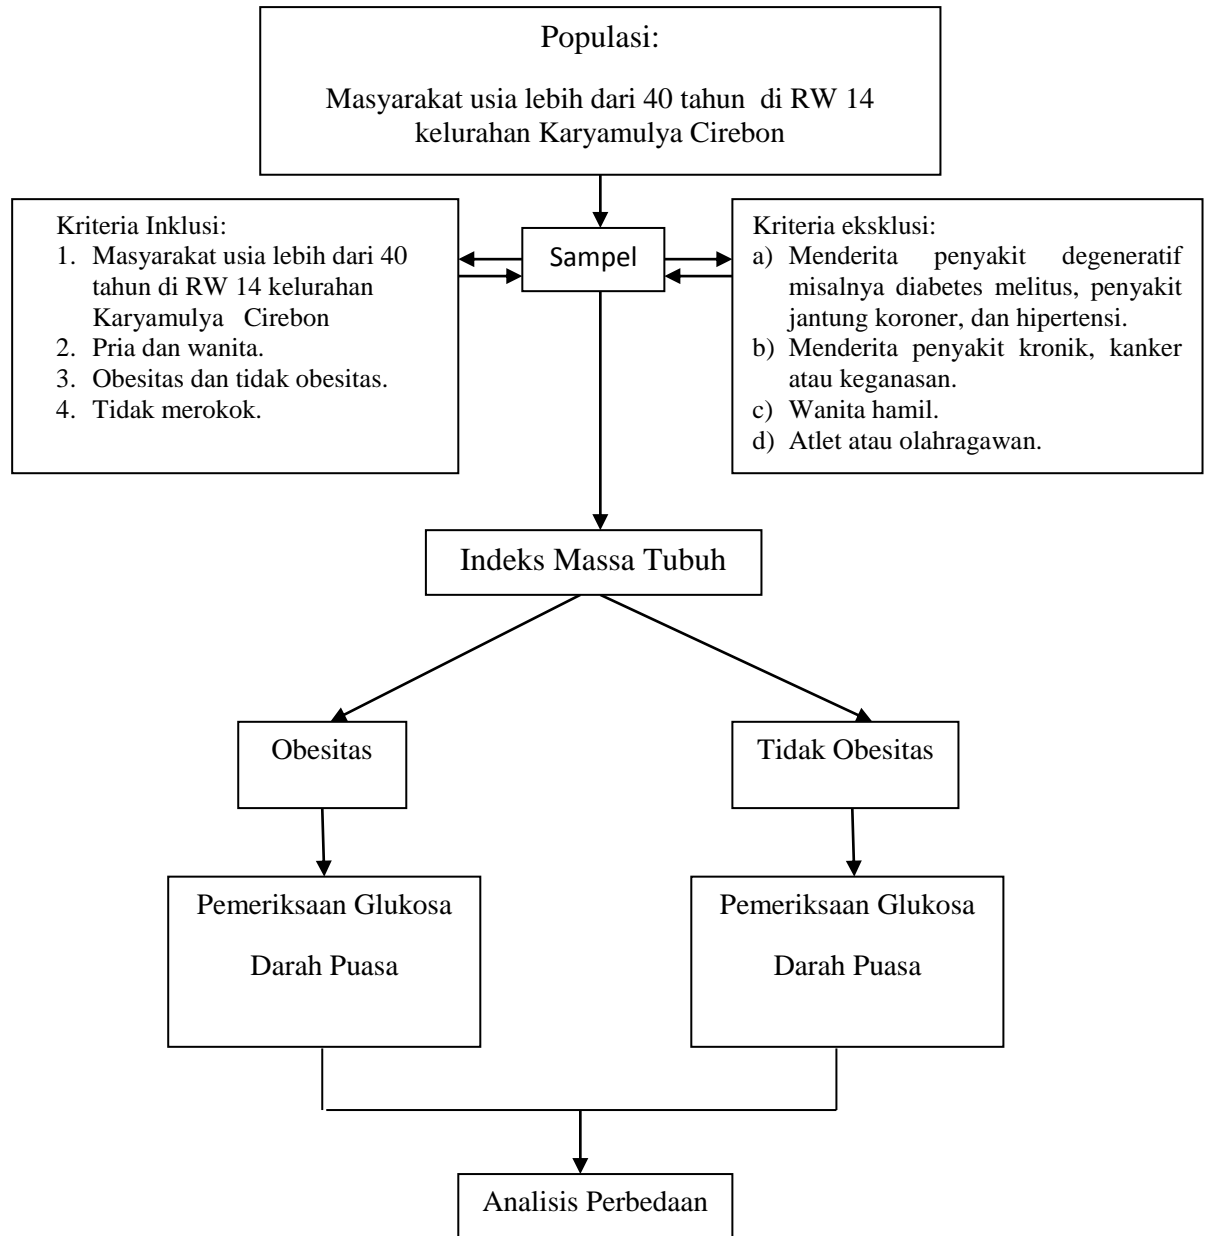 Populasi:
Masyarakat usia lebih dari 40 tahun di RW 14
kelurahan Karyamulya Cirebon
Kriteria Inklusi:
1. Masyarakat usia lebih dari 40
tahun di RW 14 kelurahan
Karyamulya Cirebon
2. Pria dan wanita.
3. Obesitas dan tidak obesitas.
4. Tidak merokok.
Sampel
Kriteria eksklusi:
a) Menderita penyakit degeneratif
misalnya diabetes melitus, penyakit
jantung koroner, dan hipertensi.
b) Menderita penyakit kronik, kanker
atau keganasan.
c) Wanita hamil.
d) Atlet atau olahragawan.
Indeks Massa Tubuh
Obesitas
Tidak Obesitas
Pemeriksaan Glukosa
Darah Puasa
Pemeriksaan Glukosa
Darah Puasa
Analisis Perbedaan